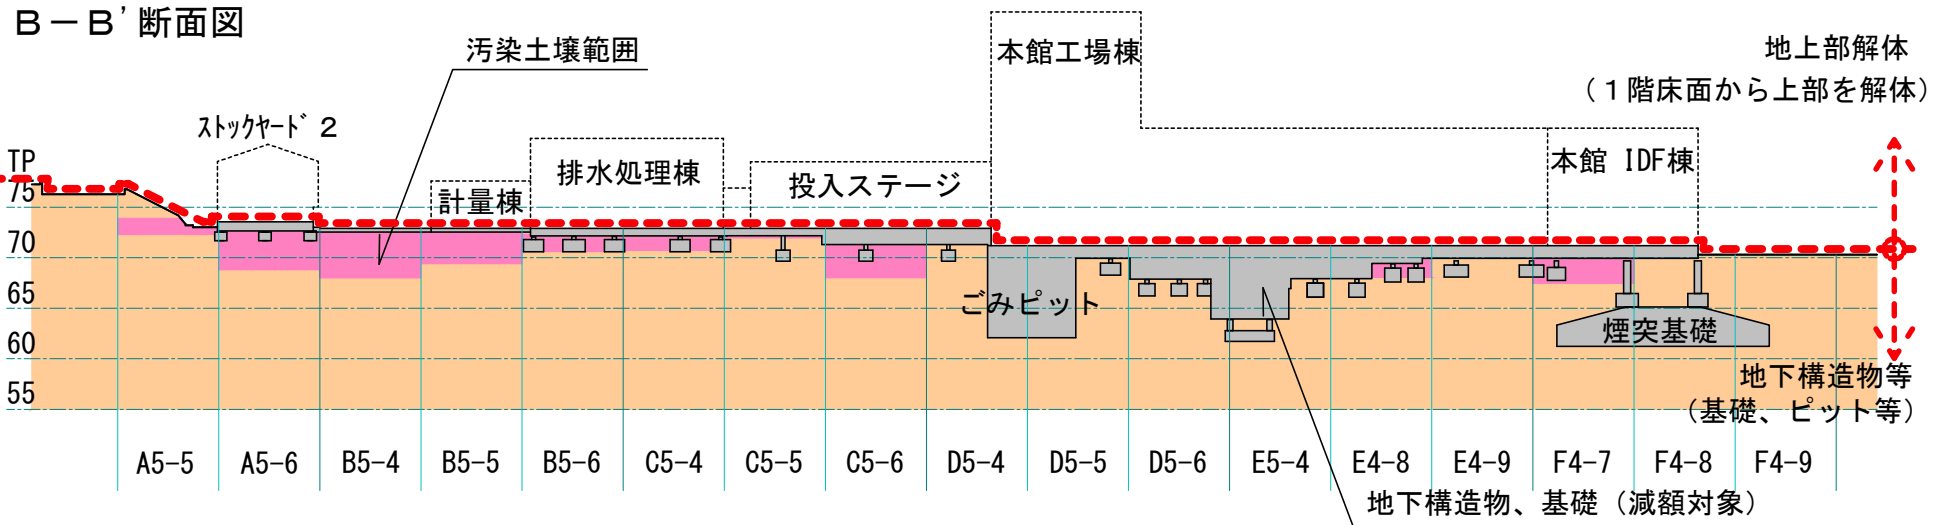 B－B'断面図
汚染土壌範囲
本館工場棟
地上部解体
（１階床面から上部を解体）
ｽﾄｯｸﾔｰﾄﾞ２
計量棟
排水処理棟
投入ステージ
本館 IDF棟
TP
75
70
65
60
55
ごみピット
煙突基礎
地下構造物等
（基礎、ピット等）
A5-5 A5-6 B5-4 B5-5 B5-6 C5-4 C5-5 C5-6 D5-4 D5-5 D5-6 E5-4 E4-8 E4-9 F4-7 F4-8 F4-9
地下構造物、基礎（減額対象）